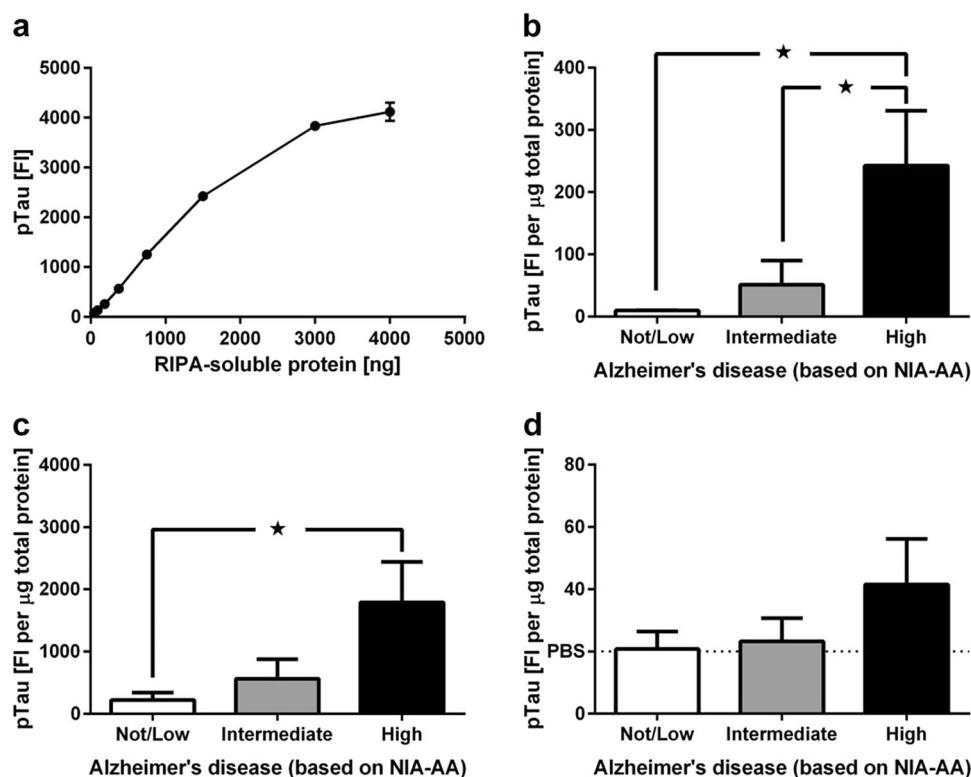 a
pTau [FI]
5000
4000
3000
2000
1000
0
0 1000 2000 3000 4000 5000
RIPA-soluble protein [ng]
b
pTau [FI per μg total protein]
400
300
200
100
0
★
★
Not/Low Intermediate High
Alzheimer's disease (based on NIA-AA)
c
pTau [FI per μg total protein]
4000
3000
2000
1000
0
★
Not/Low Intermediate High
Alzheimer's disease (based on NIA-AA)
d
pTau [FI per μg total protein]
80
60
40
PBS 20
0
Not/Low Intermediate High
Alzheimer's disease (based on NIA-AA)